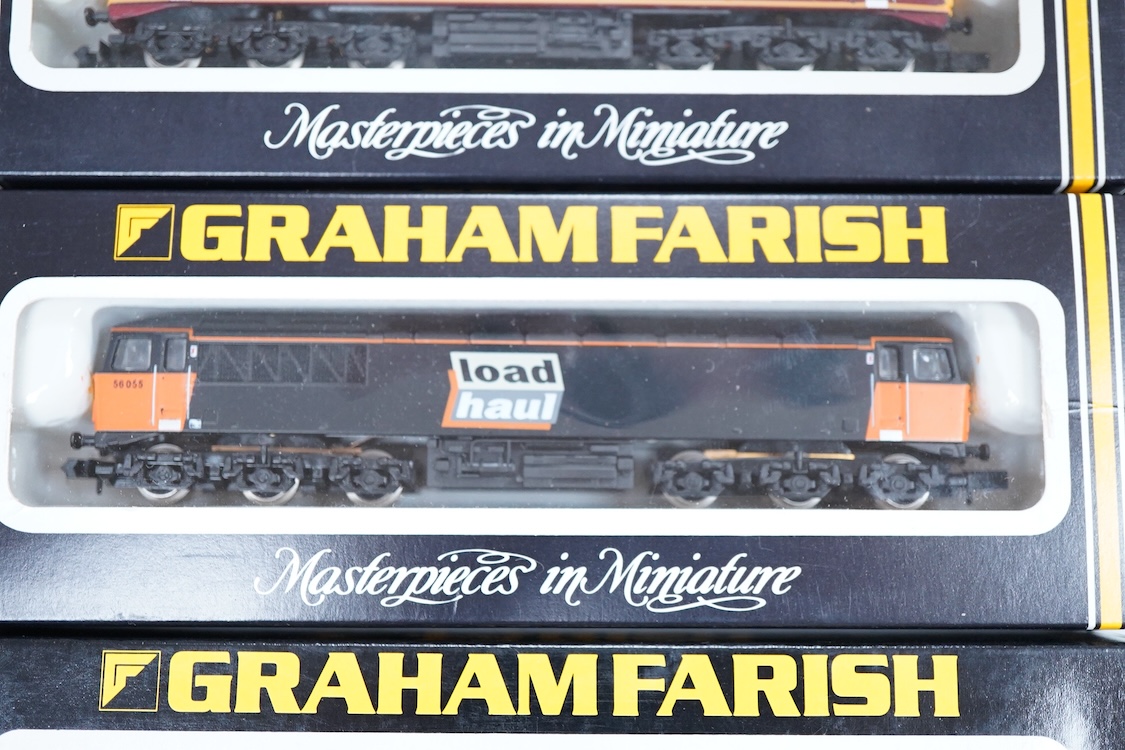 Masterpieces in Miniature
GRAHAM FARISH
56055
load
haul
Masterpieces in Miniature
GRAHAM FARISH